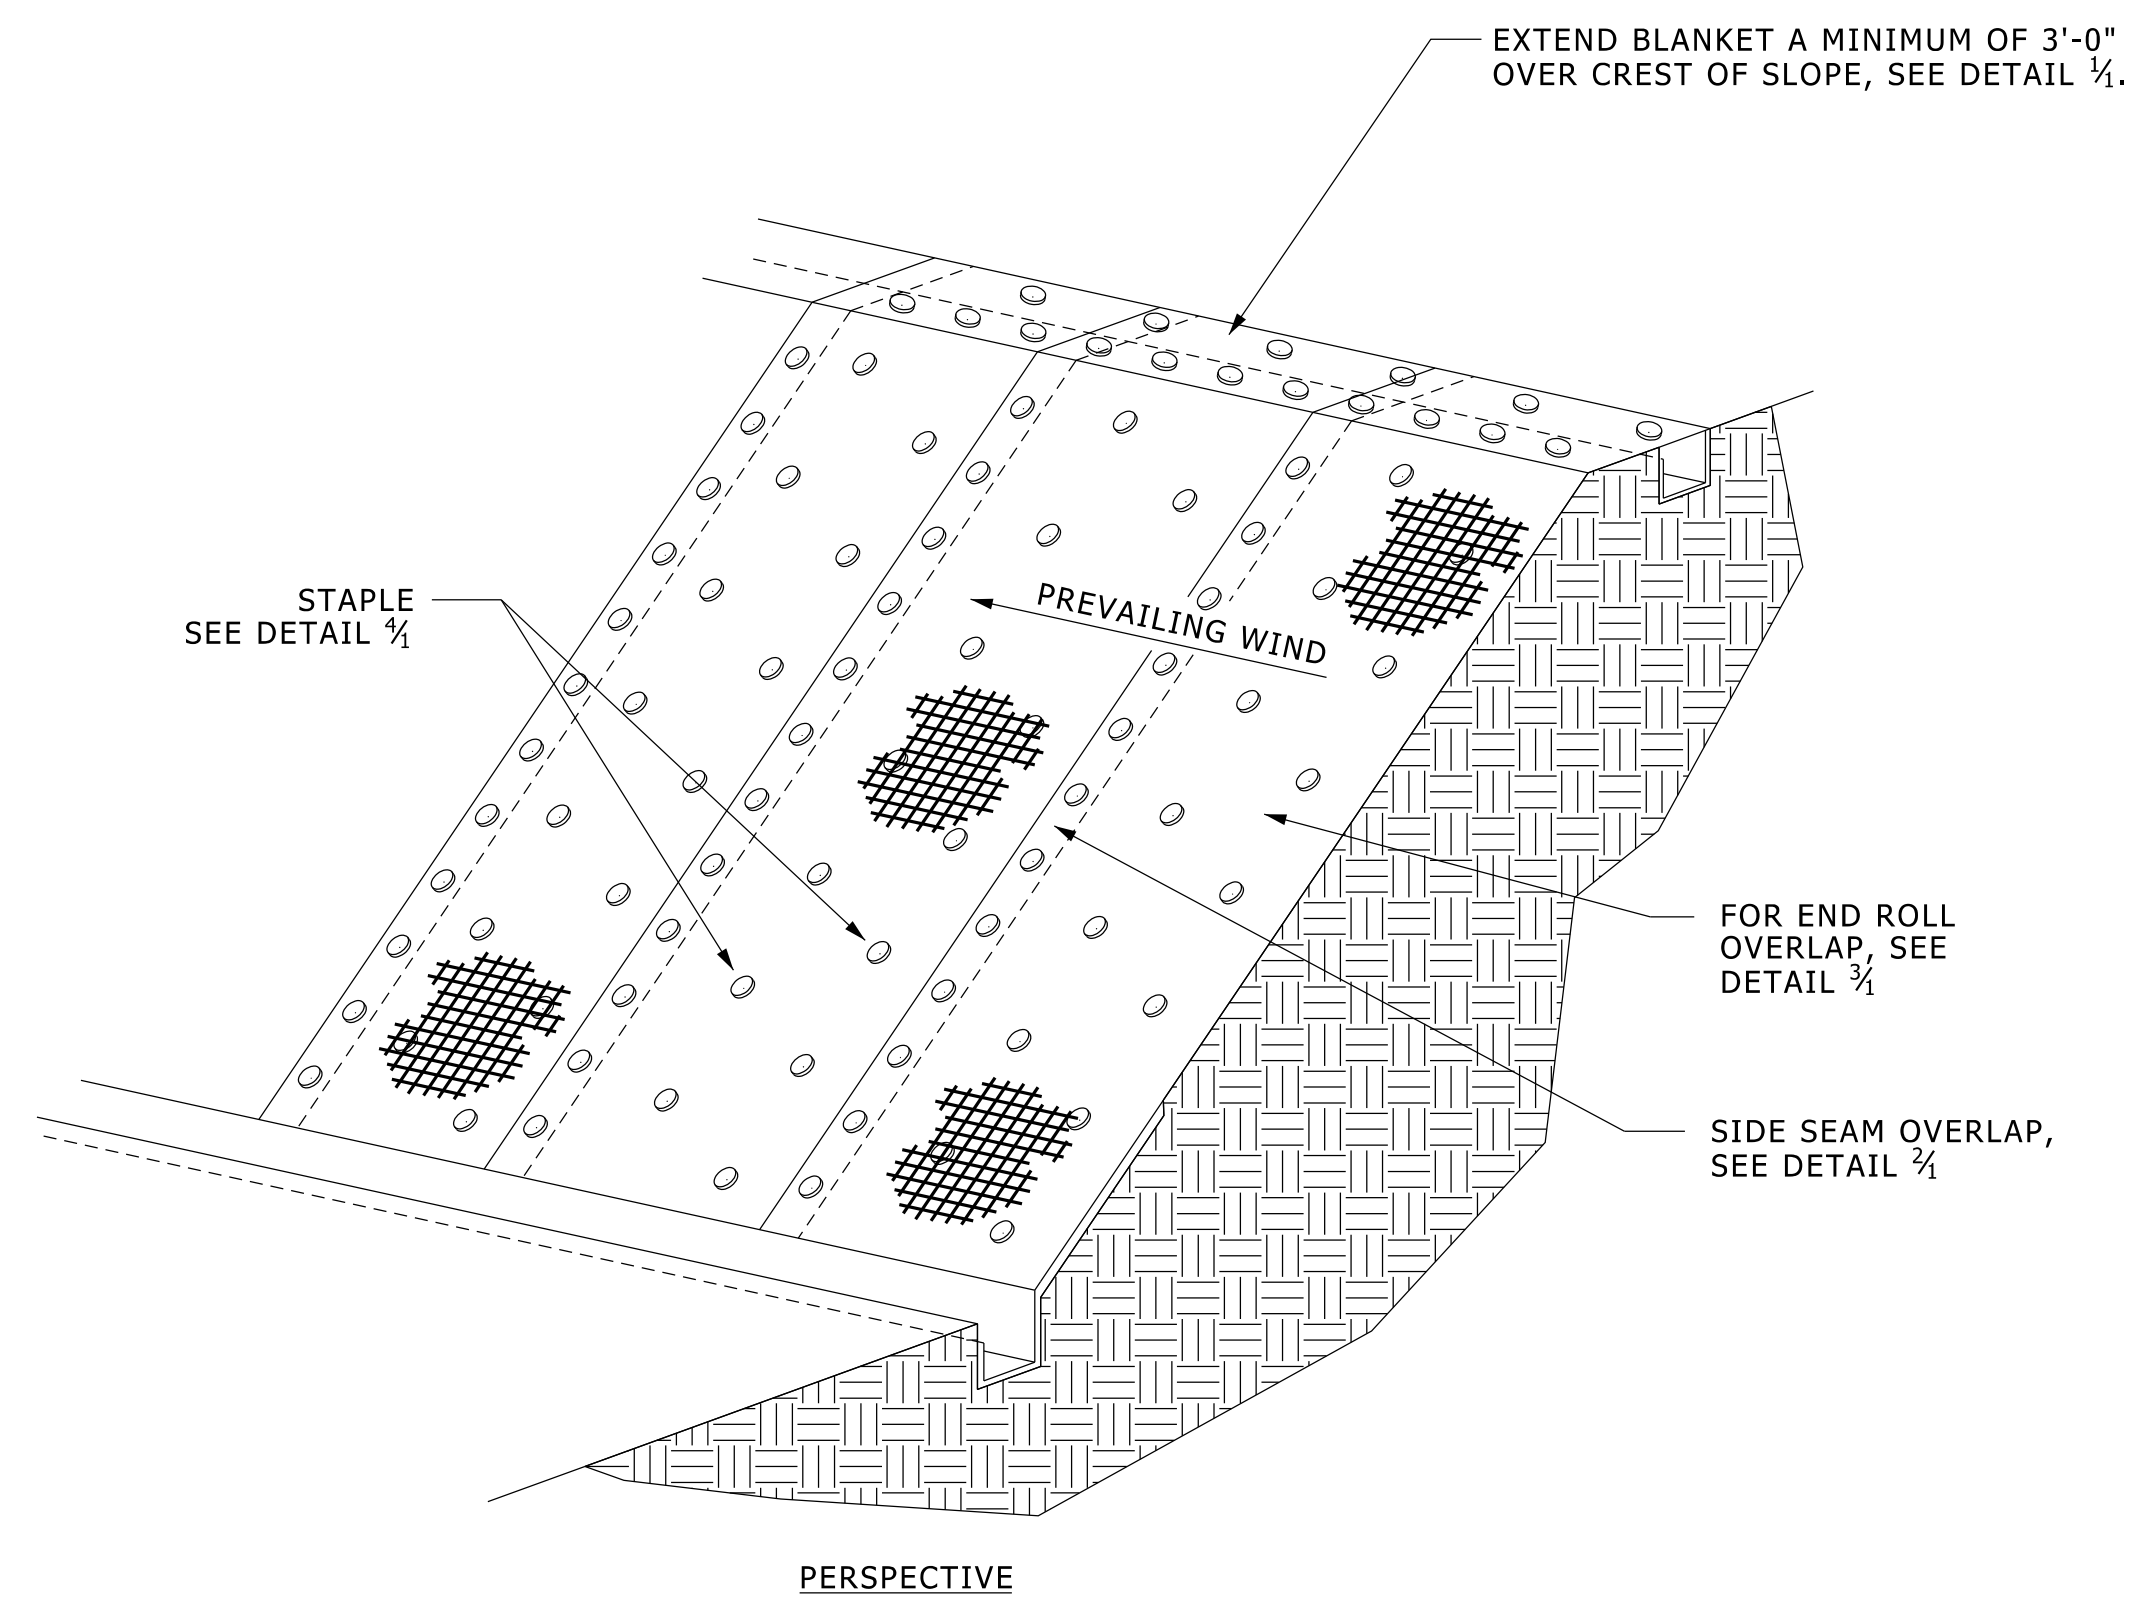 EXTEND BLANKET A MINIMUM OF 3'-0"
OVER CREST OF SLOPE, SEE DETAIL 1/1.
STAPLE
SEE DETAIL 4/1
PREVAILING WIND
FOR END ROLL
OVERLAP, SEE
DETAIL 3/1
SIDE SEAM OVERLAP,
SEE DETAIL 2/1
PERSPECTIVE